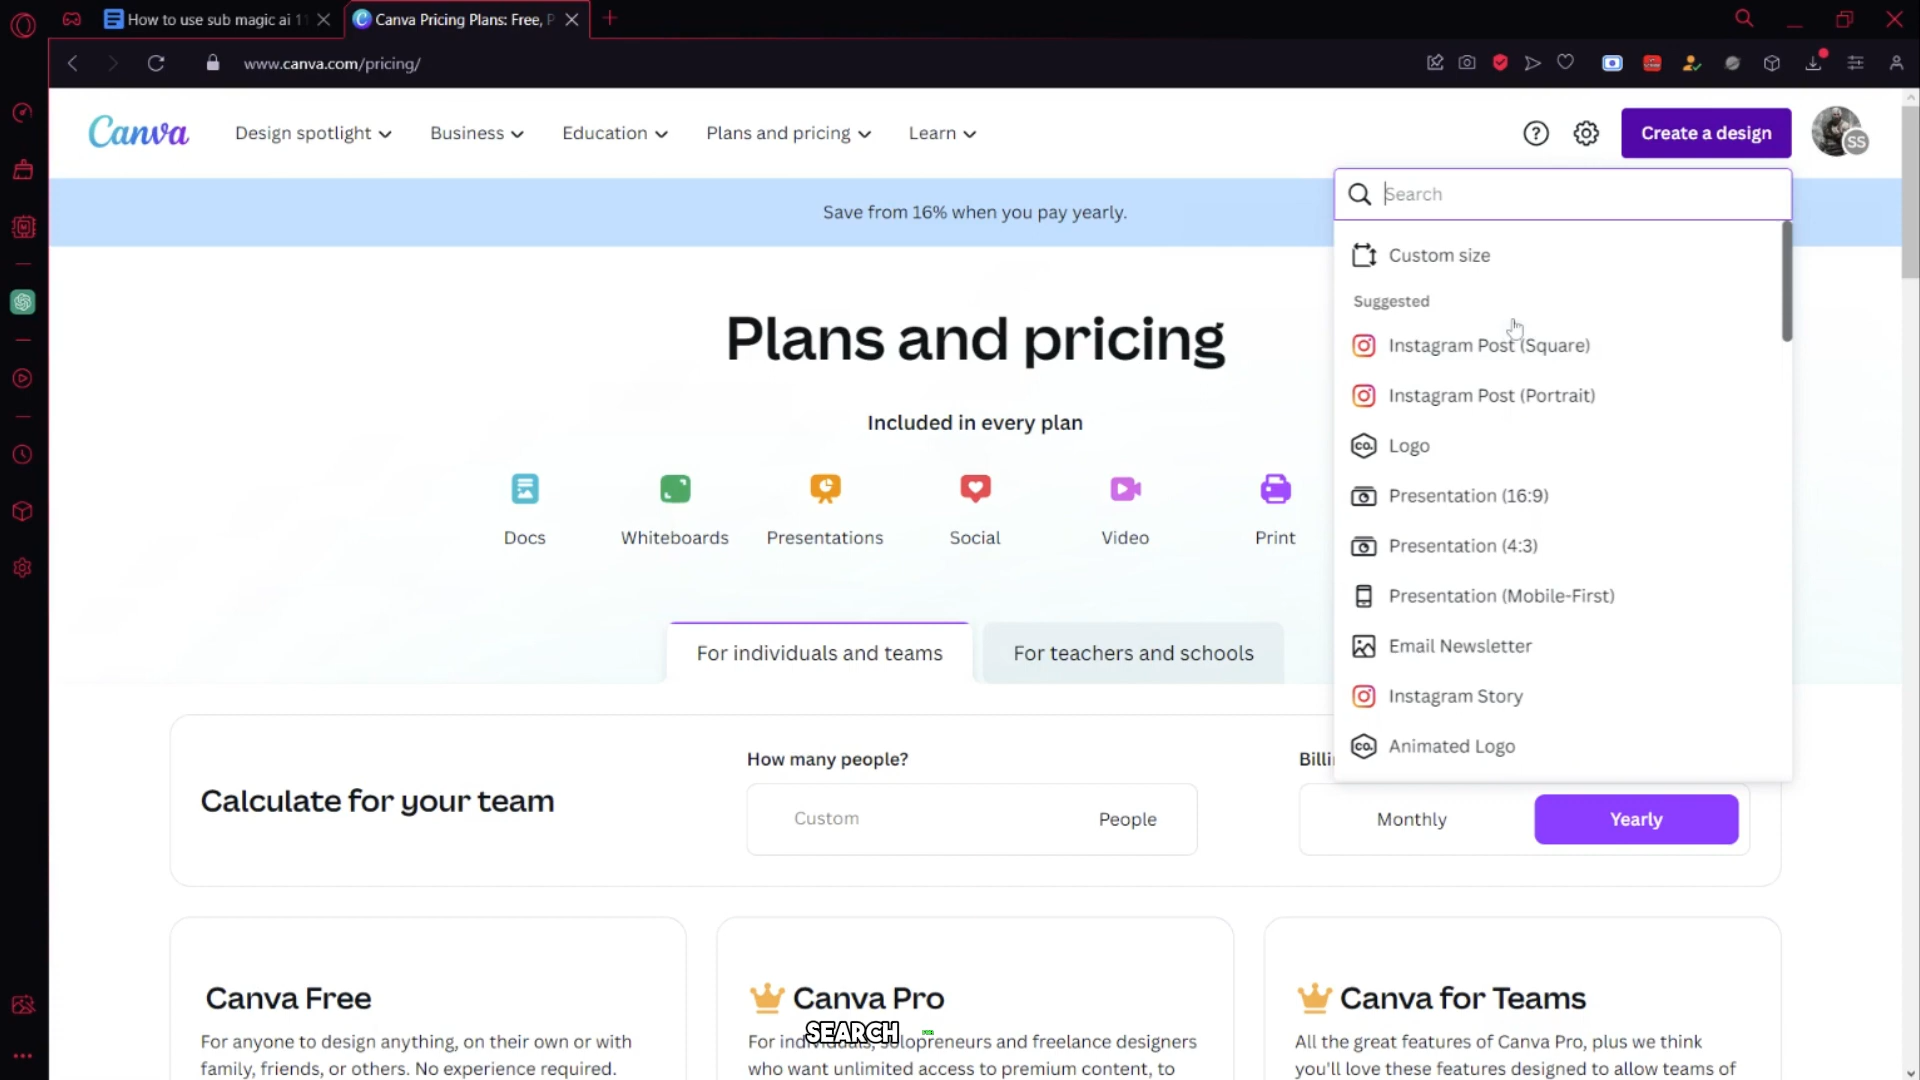 How to use sub magic ai 1
Canva Pricing Plans: Free, P
www.canva.com/pricing/
Canva
Design spotlight
Business
Education
Plans and pricing
Learn
Create a design
SS
Save from 16% when you pay yearly.
Search
Custom size
Suggested
Instagram Post (Square)
Instagram Post (Portrait)
CO. Logo
Presentation (16:9)
Presentation (4:3)
Presentation (Mobile-First)
Email Newsletter
Instagram Story
CO. Animated Logo
Plans and pricing
Included in every plan
Docs
Whiteboards
Presentations
Social
Video
Print
For individuals and teams
For teachers and schools
Calculate for your team
How many people?
Custom
People
Billi
Monthly
Yearly
Canva Free
For anyone to design anything, on their own or with
family, friends, or others. No experience required.
Canva Pro
For individuals, solopreneurs and freelance designers
who want unlimited access to premium content, to
Canva for Teams
All the great features of Canva Pro, plus we think
you'll love these features designed to allow teams of
SEARCH